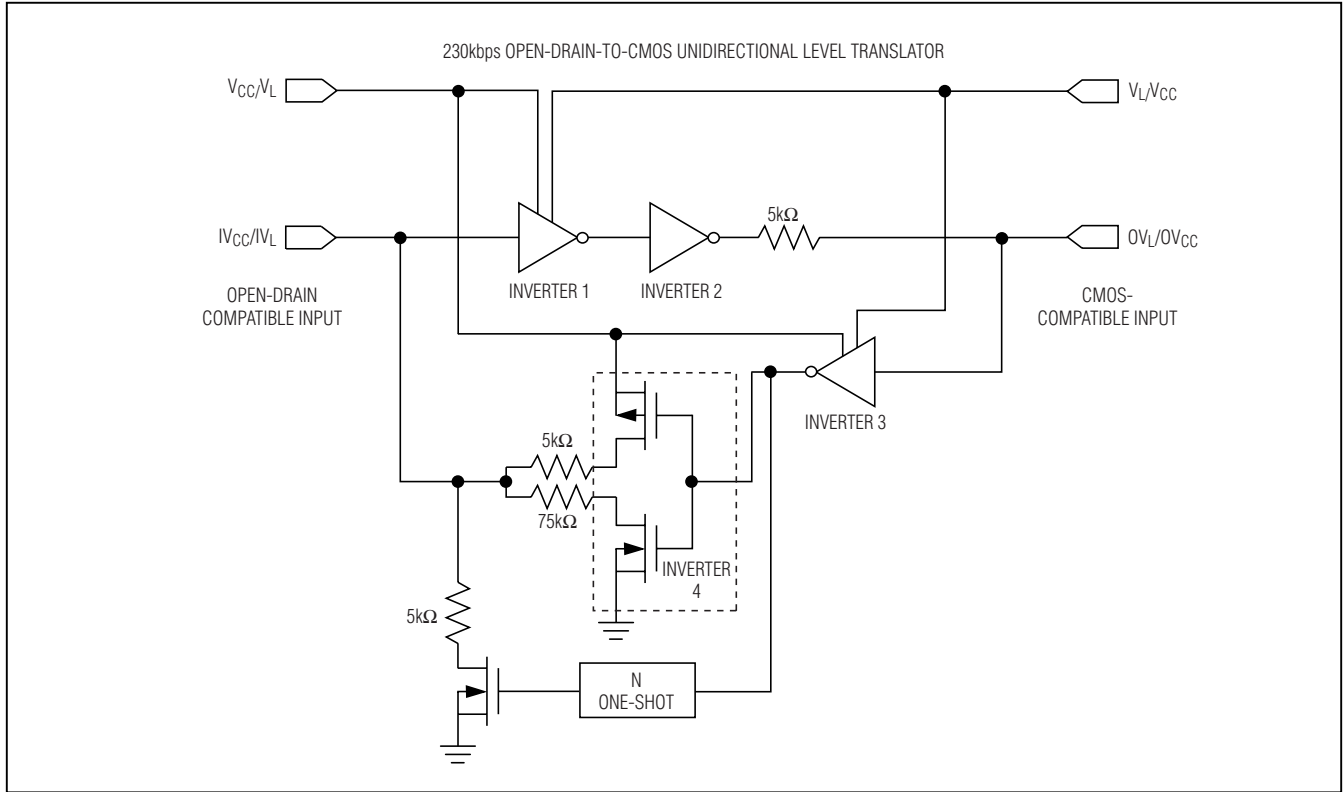 230kbps OPEN-DRAIN-TO-CMOS UNIDIRECTIONAL LEVEL TRANSLATOR
VCC/VL
VL/VCC
5kΩ
IVCC/IVL
OVL/OVCC
INVERTER 1
INVERTER 2
OPEN-DRAIN
COMPATIBLE INPUT
CMOS-
COMPATIBLE INPUT
INVERTER 3
5kΩ
75kΩ
INVERTER
4
5kΩ
N
ONE-SHOT